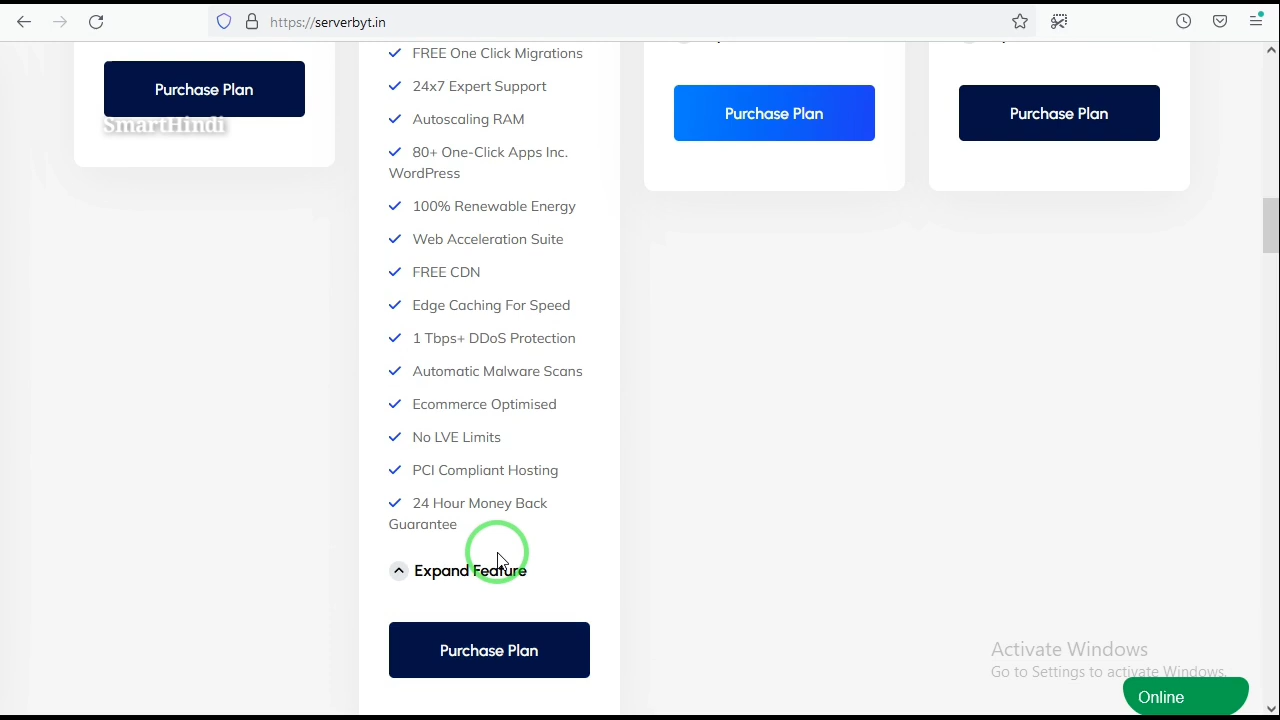 https://serverbyt.in
FREE One Click Migrations
Purchase Plan
SmartHindi
24x7 Expert Support
Autoscaling RAM
80+ One-Click Apps Inc.
WordPress
100% Renewable Energy
Web Acceleration Suite
FREE CDN
Edge Caching For Speed
1 Tbps+ DDoS Protection
Automatic Malware Scans
Ecommerce Optimised
No LVE Limits
PCI Compliant Hosting
24 Hour Money Back
Guarantee
Expand Feature
Purchase Plan
Purchase Plan
Purchase Plan
Activate Windows
Go to Settings to activate Windows.
Online